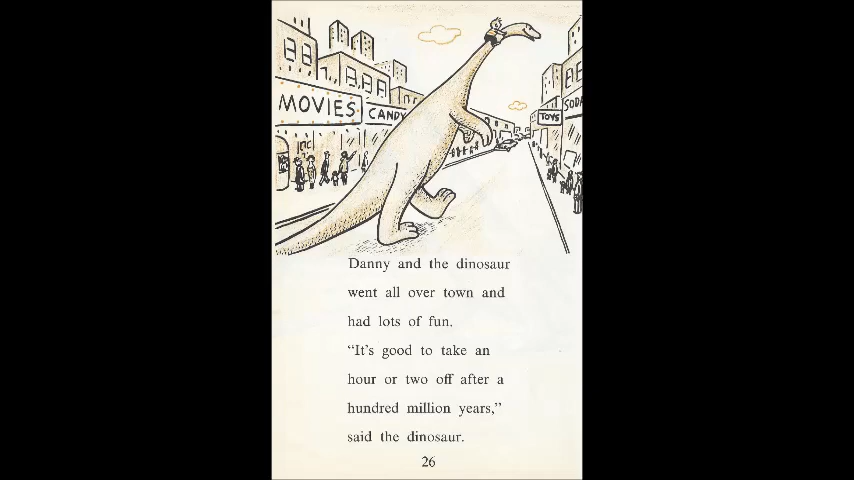 MOVIES
CANDY
10¢
TOYS
SODA
Danny and the dinosaur
went all over town and
had lots of fun.
"It's good to take an
hour or two off after a
hundred million years,"
said the dinosaur.
26